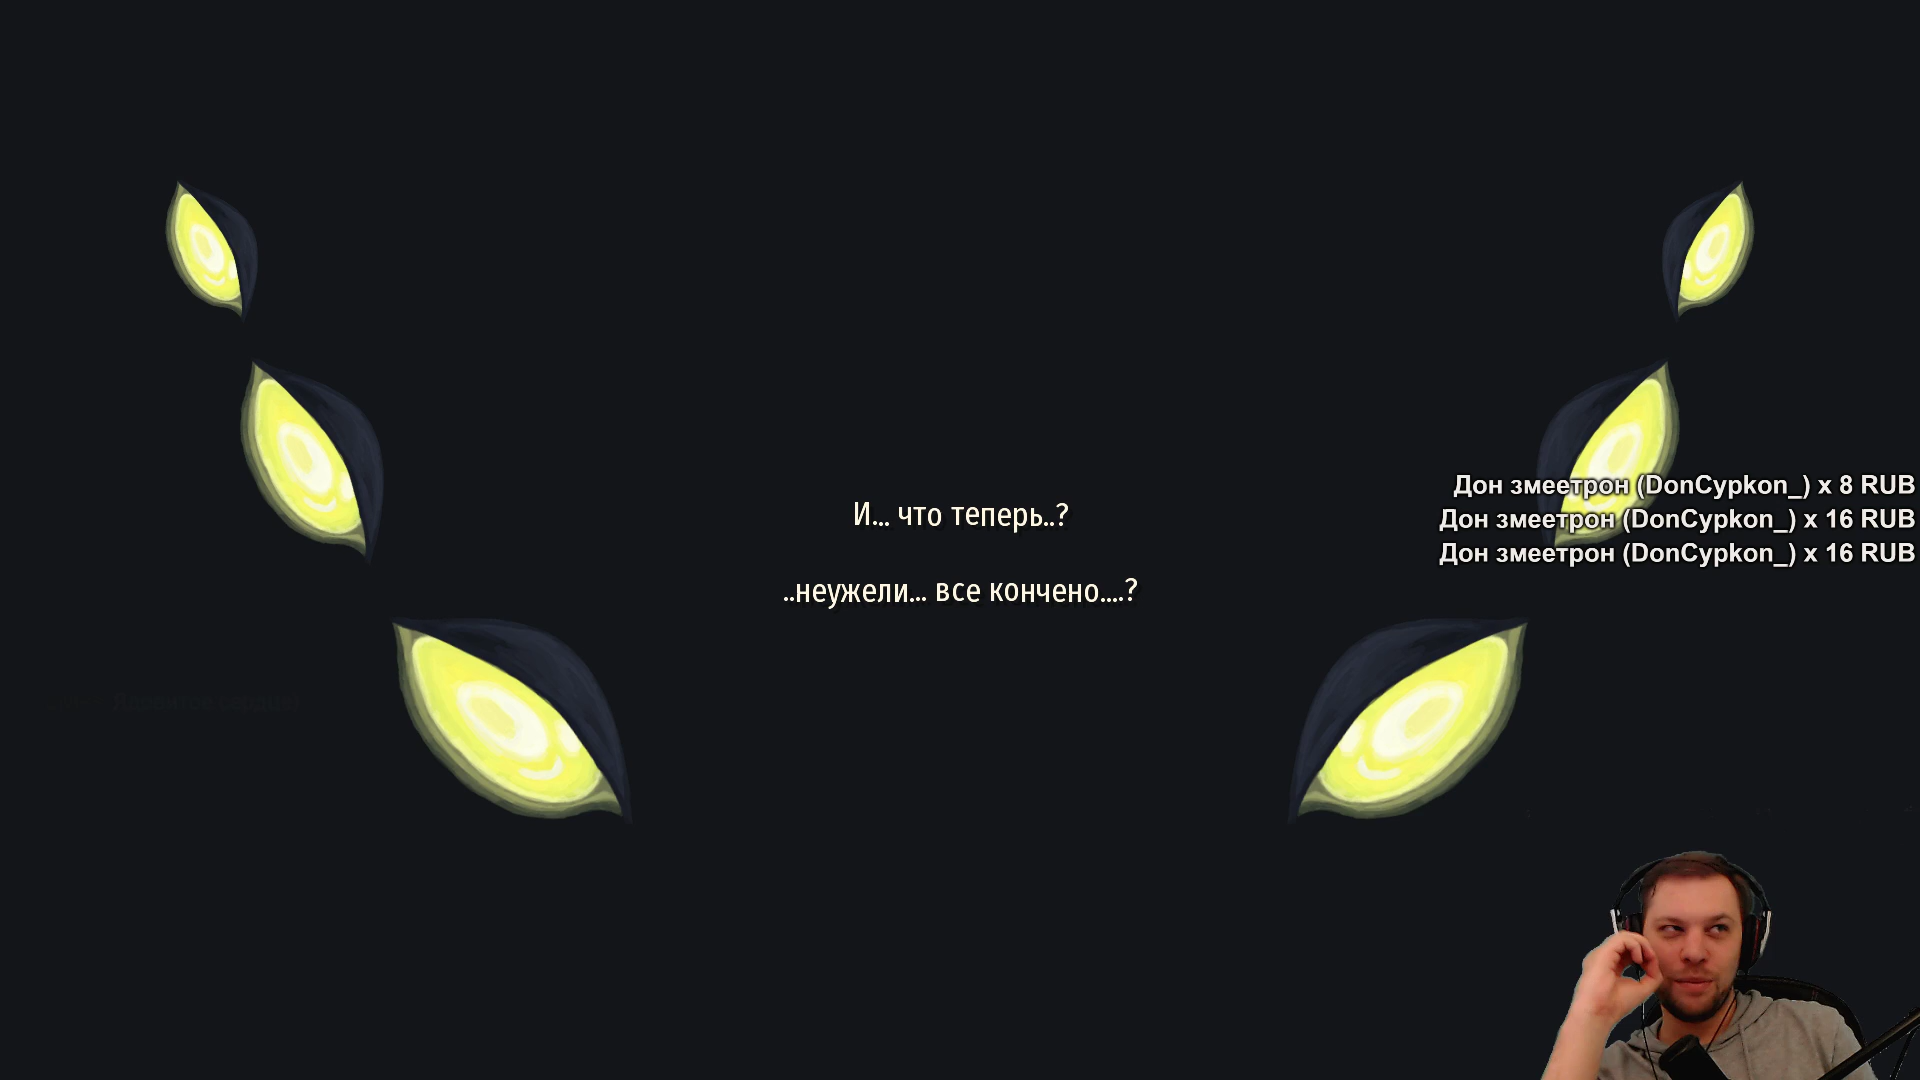 И... что теперь..?
..неужели... все кончено....?
Дон змеетрон (DonCypkon_) x 8 RUB
Дон змеетрон (DonCypkon_) x 16 RUB
Дон змеетрон (DonCypkon_) x 16 RUB